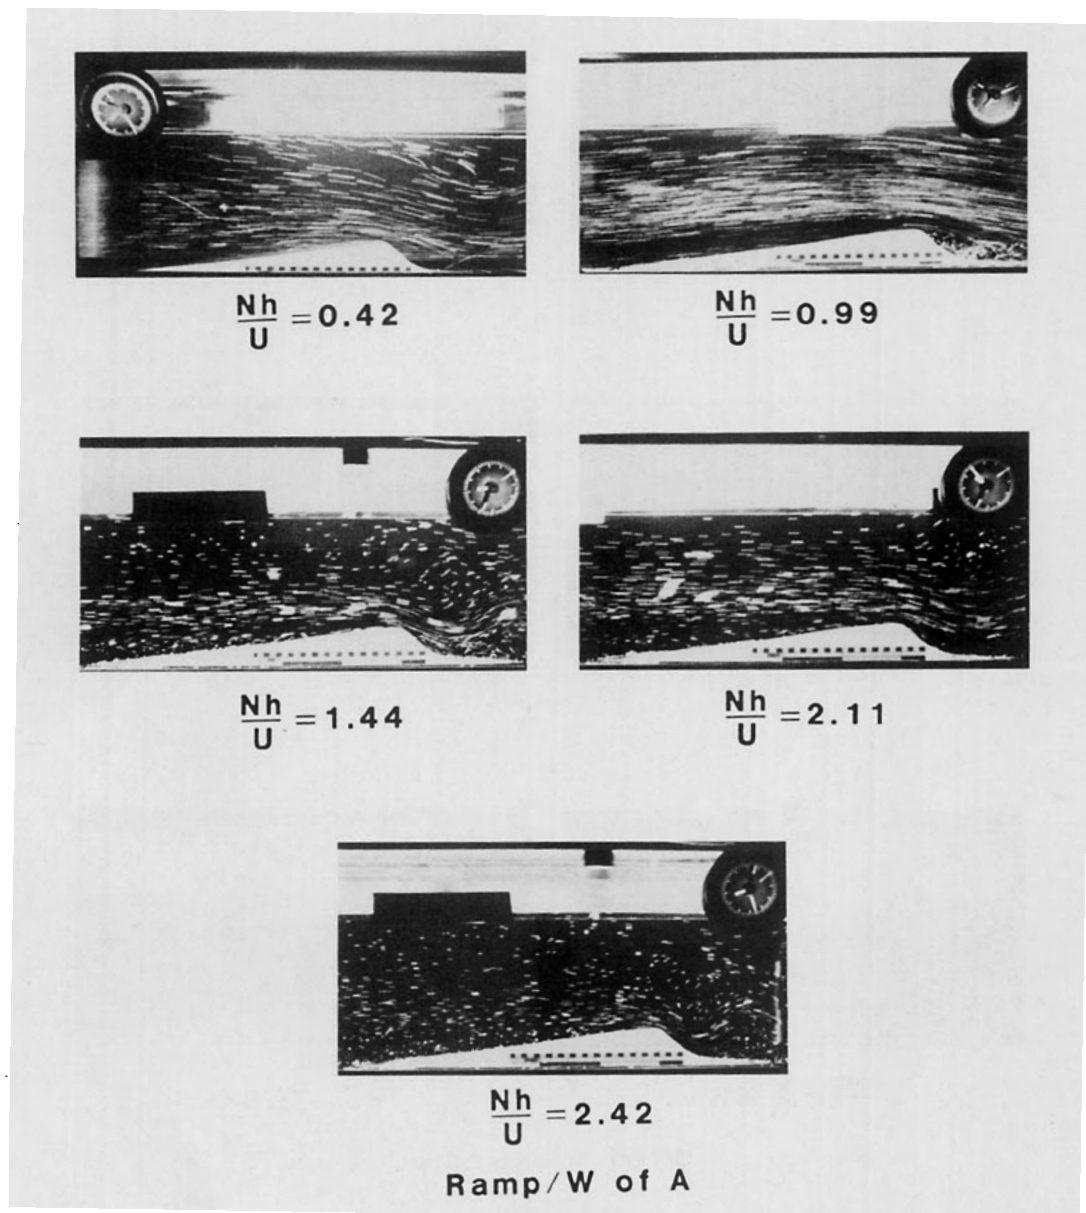 Nh/U = 0.42
Nh/U = 0.99
Nh/U = 1.44
Nh/U = 2.11
Nh/U = 2.42
Ramp/W of A